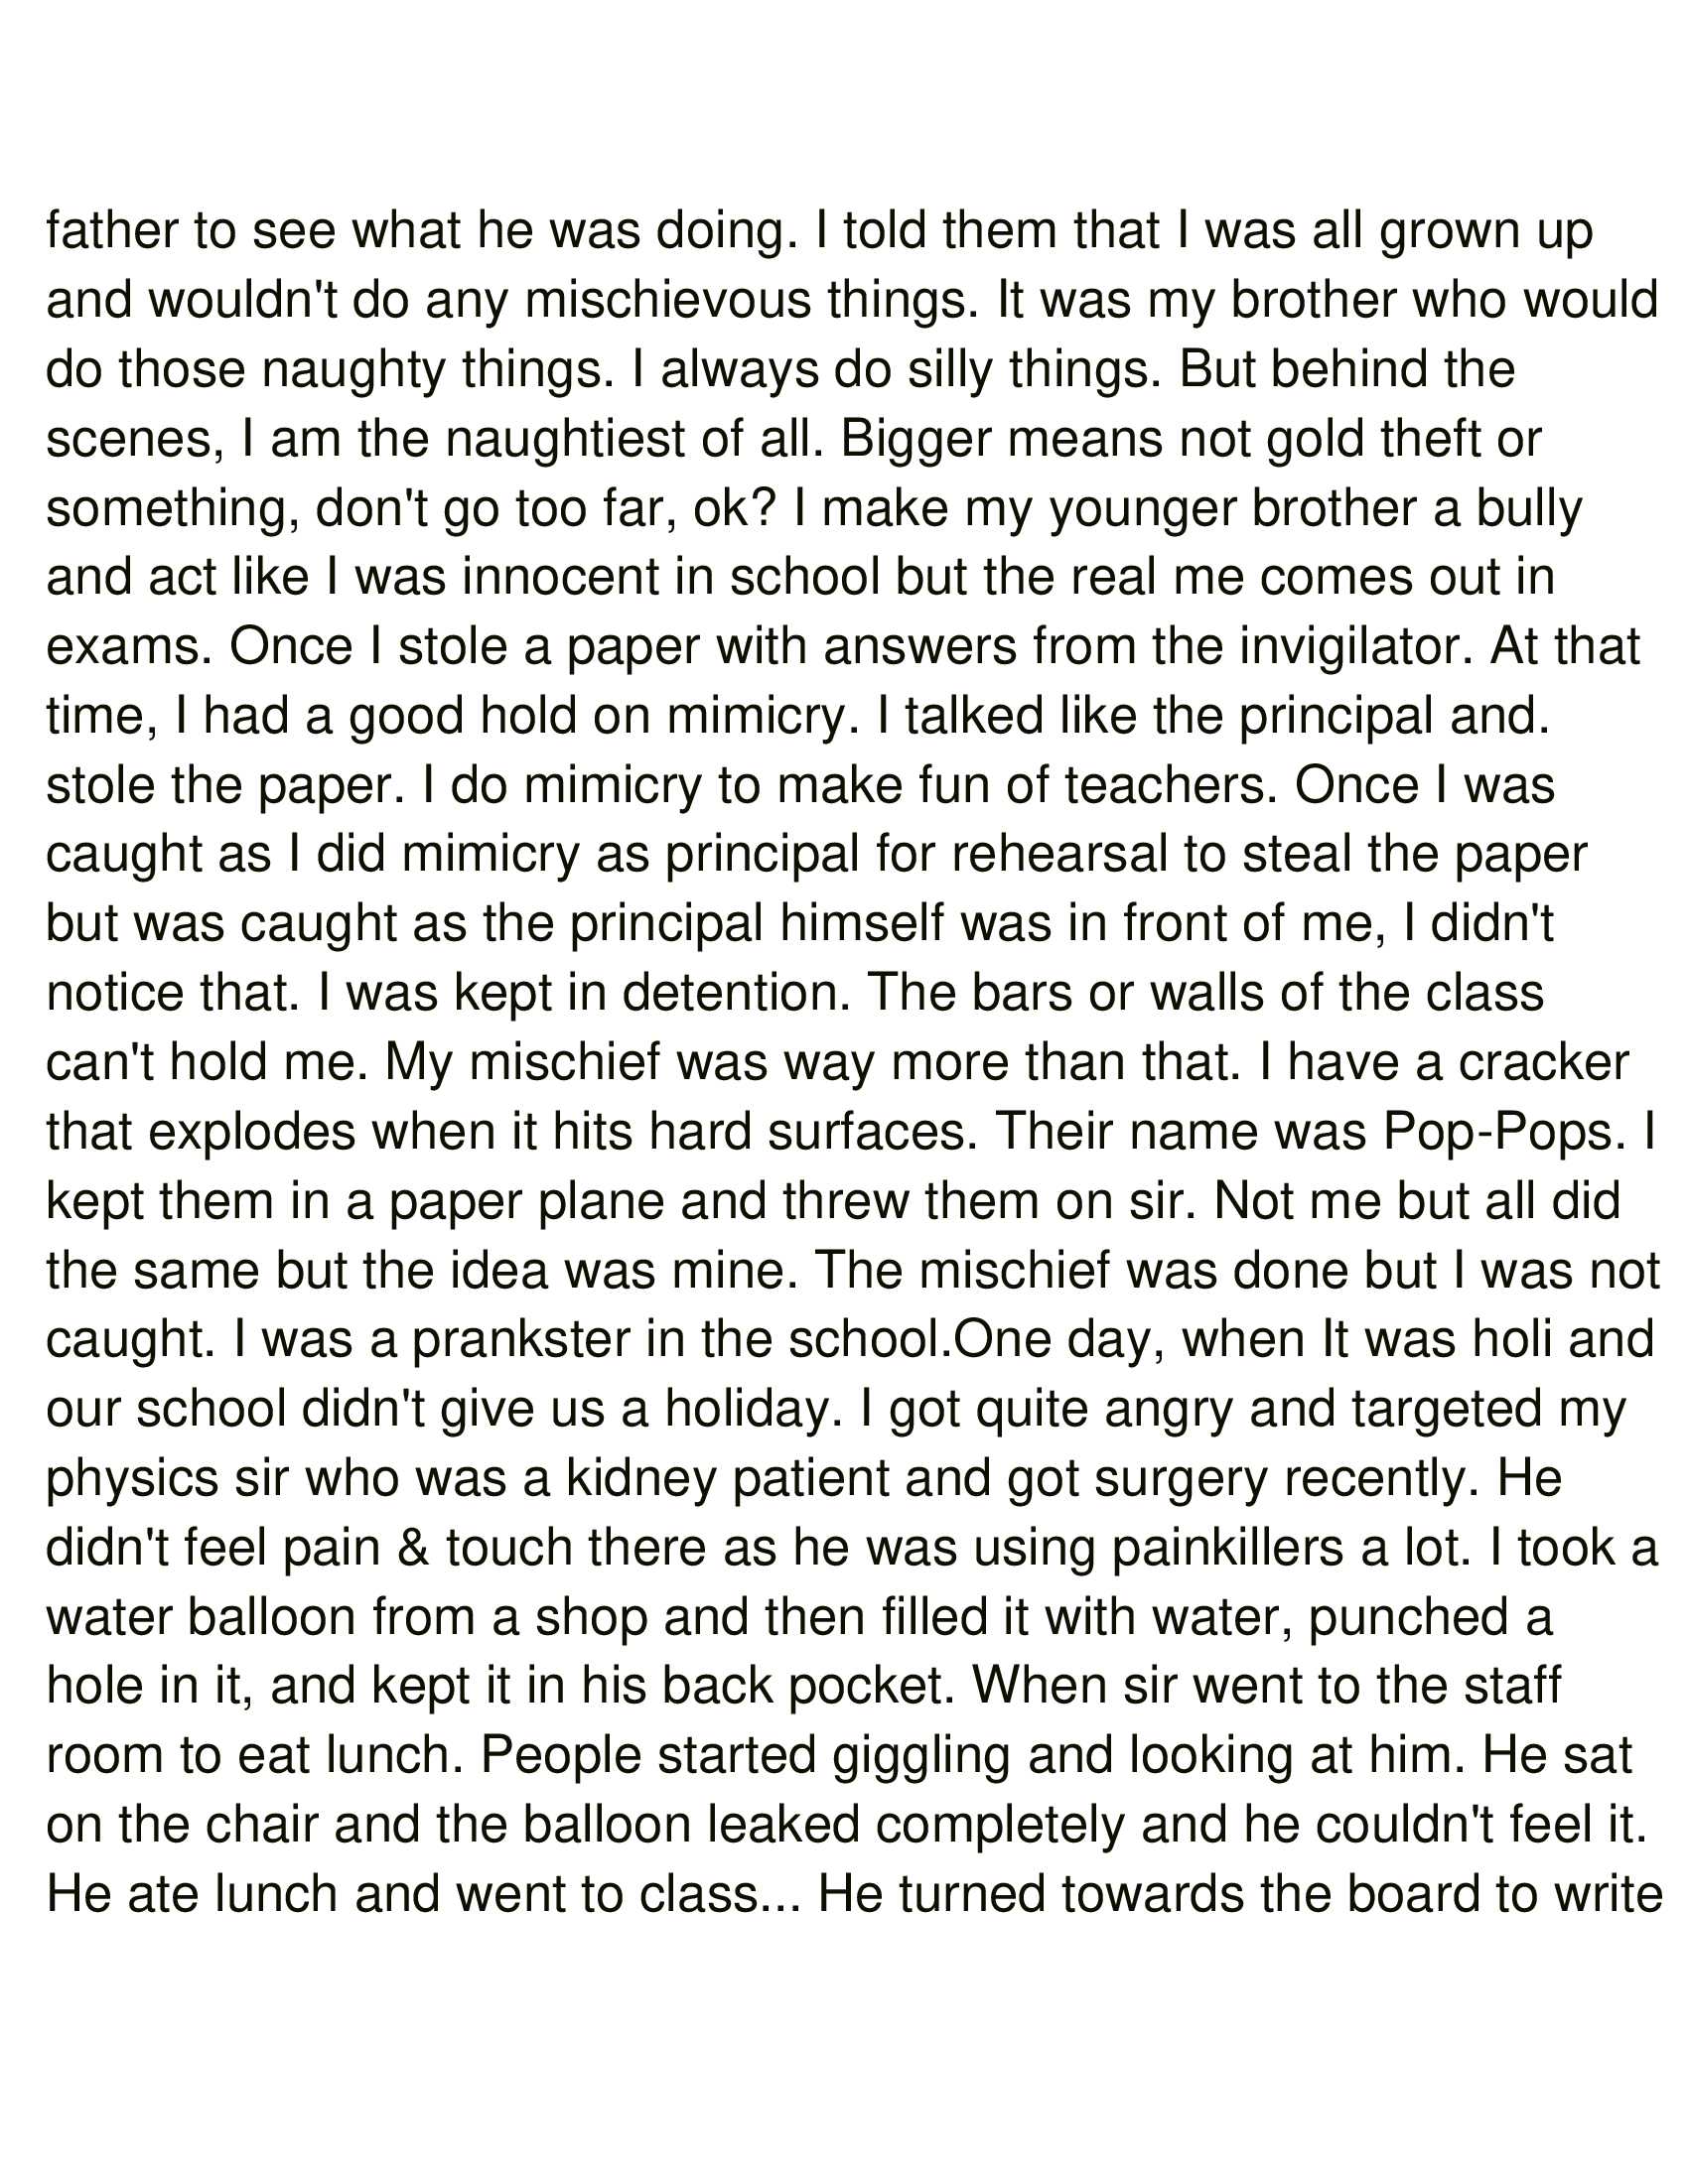 father to see what he was doing. I told them that I was all grown up
and wouldn't do any mischievous things. It was my brother who would
do those naughty things. I always do silly things. But behind the
scenes, I am the naughtiest of all. Bigger means not gold theft or
something, don't go too far, ok? I make my younger brother a bully
and act like I was innocent in school but the real me comes out in
exams. Once I stole a paper with answers from the invigilator. At that
time, I had a good hold on mimicry. I talked like the principal and.
stole the paper. I do mimicry to make fun of teachers. Once I was
caught as I did mimicry as principal for rehearsal to steal the paper
but was caught as the principal himself was in front of me, I didn't
notice that. I was kept in detention. The bars or walls of the class
can't hold me. My mischief was way more than that. I have a cracker
that explodes when it hits hard surfaces. Their name was Pop-Pops. I
kept them in a paper plane and threw them on sir. Not me but all did
the same but the idea was mine. The mischief was done but I was not
caught. I was a prankster in the school.One day, when It was holi and
our school didn't give us a holiday. I got quite angry and targeted my
physics sir who was a kidney patient and got surgery recently. He
didn't feel pain & touch there as he was using painkillers a lot. I took a
water balloon from a shop and then filled it with water, punched a
hole in it, and kept it in his back pocket. When sir went to the staff
room to eat lunch. People started giggling and looking at him. He sat
on the chair and the balloon leaked completely and he couldn't feel it.
He ate lunch and went to class... He turned towards the board to write